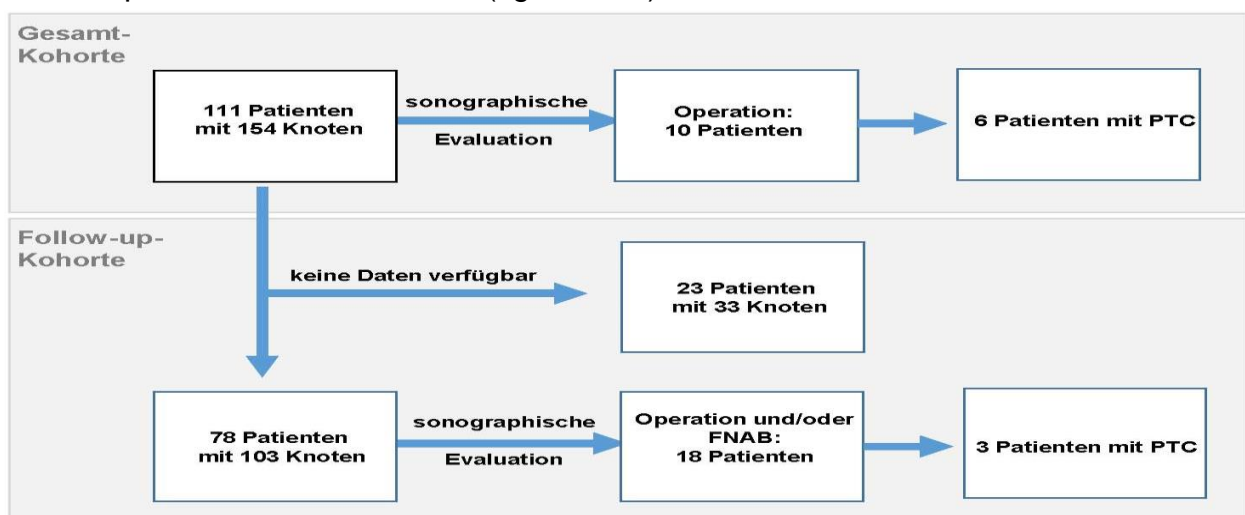 Gesamt-
Kohorte
111 Patienten
mit 154 Knoten
sonographische
Evaluation
Operation:
10 Patienten
6 Patienten mit PTC
Follow-up-
Kohorte
keine Daten verfügbar
23 Patienten
mit 33 Knoten
78 Patienten
mit 103 Knoten
sonographische
Evaluation
Operation und/oder
FNAB:
18 Patienten
3 Patienten mit PTC